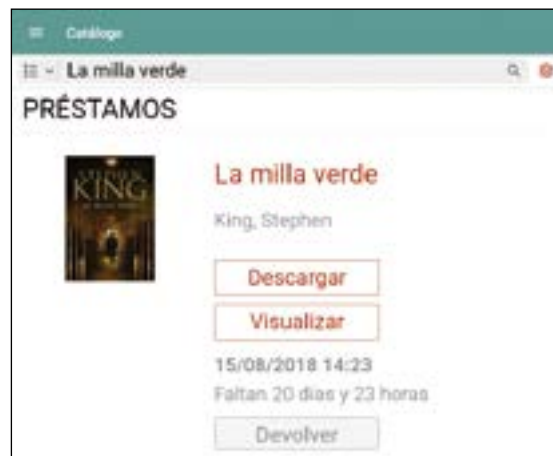 Catálogo
La milla verde
PRÉSTAMOS
STEPHEN
KING
La milla verde
King, Stephen
Descargar
Visualizar
15/08/2018 14:23
Faltan 20 días y 23 horas
Devolver